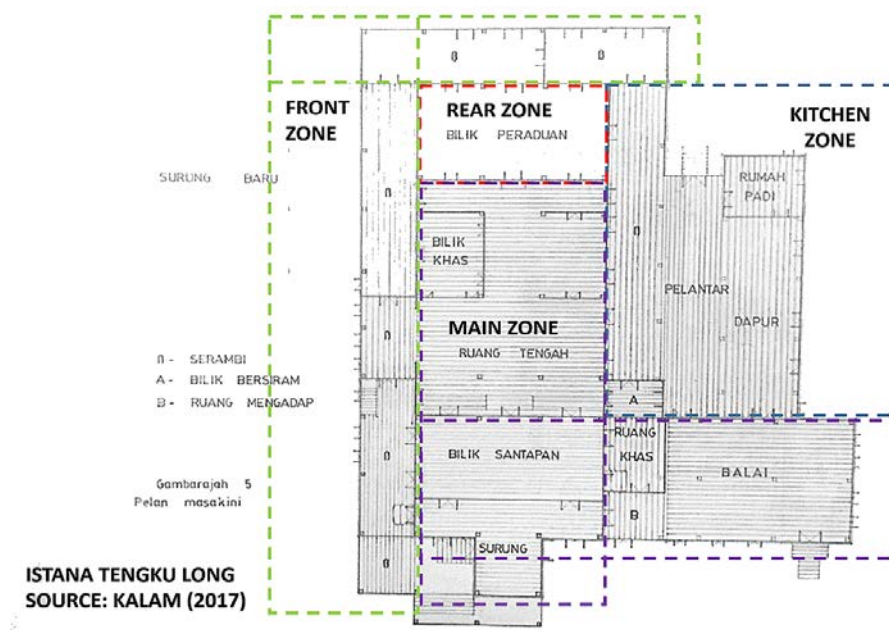 FRONT
ZONE
REAR ZONE
BILIK PERADUAN
KITCHEN
ZONE
SURUNG BARU
RUMAH
PADI
BILIK
KHAS
PELANTAR
DAPUR
MAIN ZONE
RUANG TENGAH
SERAMBI
A - BILIK BERSIRAM
B - RUANG MENGADAP
A
RUANG
KHAS
BILIK SANTAPAN
BALAI
B
Gambarajah 5
Pelan masakini
SURUNG
ISTANA TENGKU LONG
SOURCE: KALAM (2017)